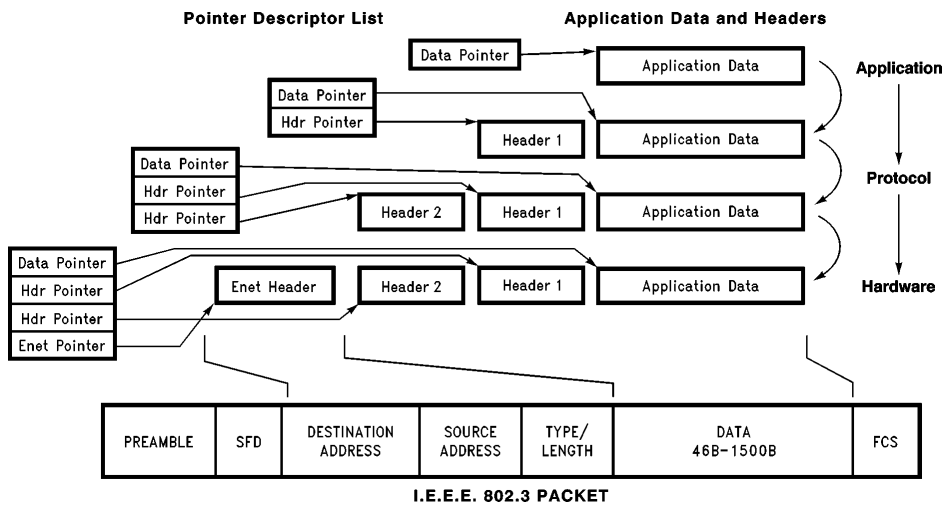 Pointer Descriptor List
Application Data and Headers
Data Pointer
Application Data
Application
Data Pointer
Hdr Pointer
Header 1
Application Data
Data Pointer
Hdr Pointer
Hdr Pointer
Header 2
Header 1
Application Data
Protocol
Data Pointer
Hdr Pointer
Hdr Pointer
Enet Pointer
Enet Header
Header 2
Header 1
Application Data
Hardware
PREAMBLE
SFD
DESTINATION
ADDRESS
SOURCE
ADDRESS
TYPE/
LENGTH
DATA
46B-1500B
FCS
I.E.E.E. 802.3 PACKET